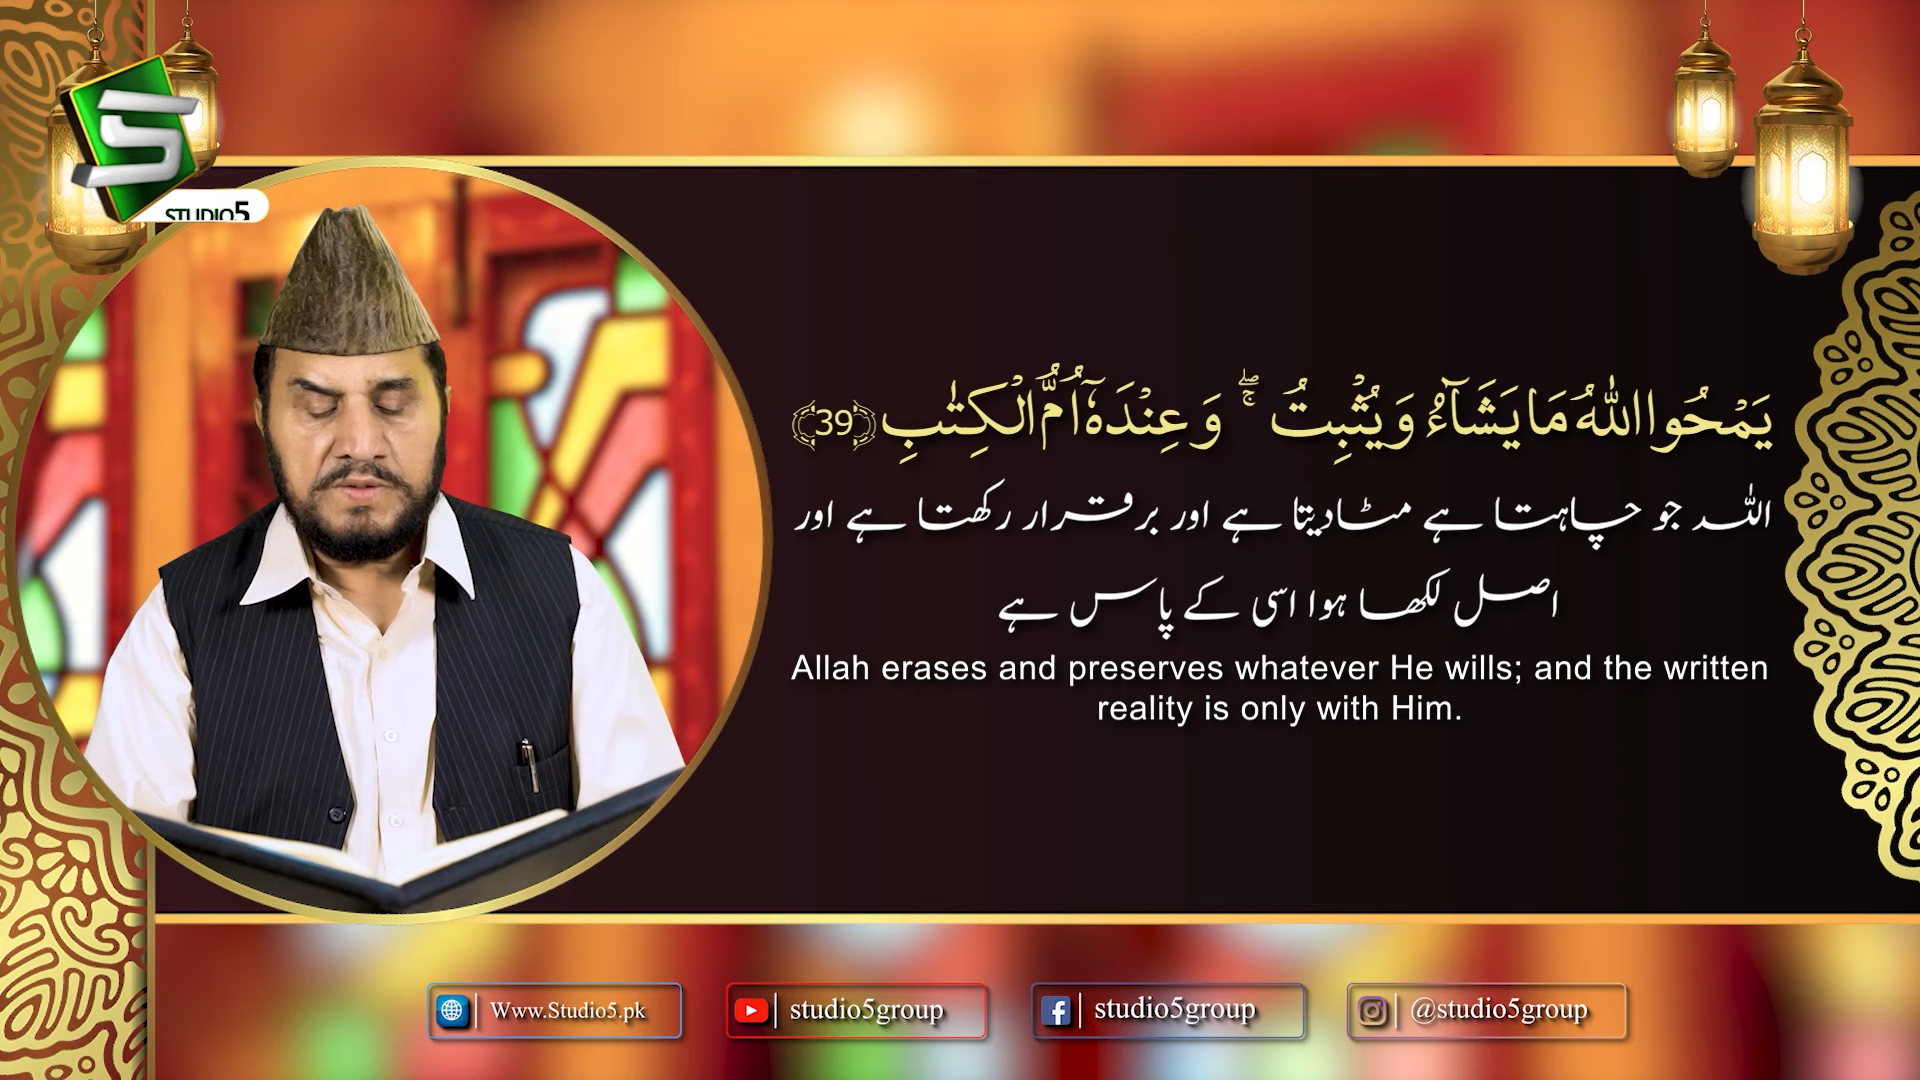 STUDIO5
يَمْحُوا اللّٰهُ مَا يَشَآءُ وَيُثْبِتُ ۚۖ وَعِنْدَهٗۤ اُمُّ الْكِتٰبِ ﴿39﴾
اللہ جو چاہتا ہے مٹادیتا ہے اور برقرار رکھتا ہے اور
اصل لکھا ہوا اسی کے پاس ہے
Allah erases and preserves whatever He wills; and the written
reality is only with Him.
Www.Studio5.pk
studio5group
studio5group
@studio5group